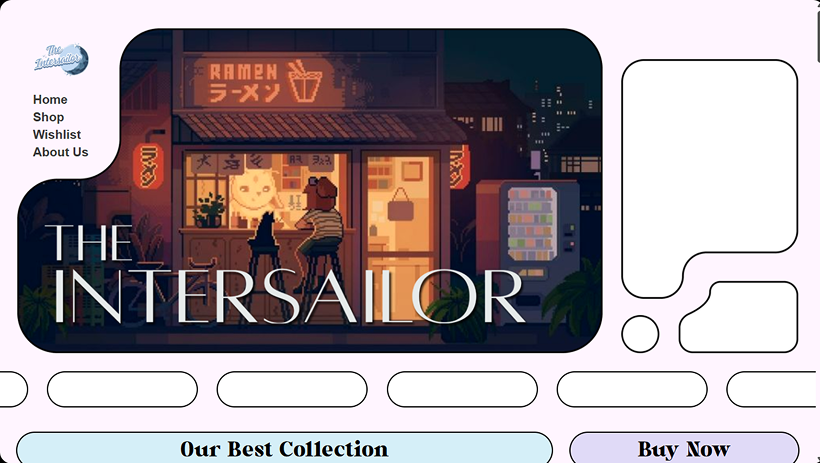 The
Intersailor
Home
Shop
Wishlist
About Us
RAMEN
ラーメン
THE
INTERSAILOR
Our Best Collection
Buy Now